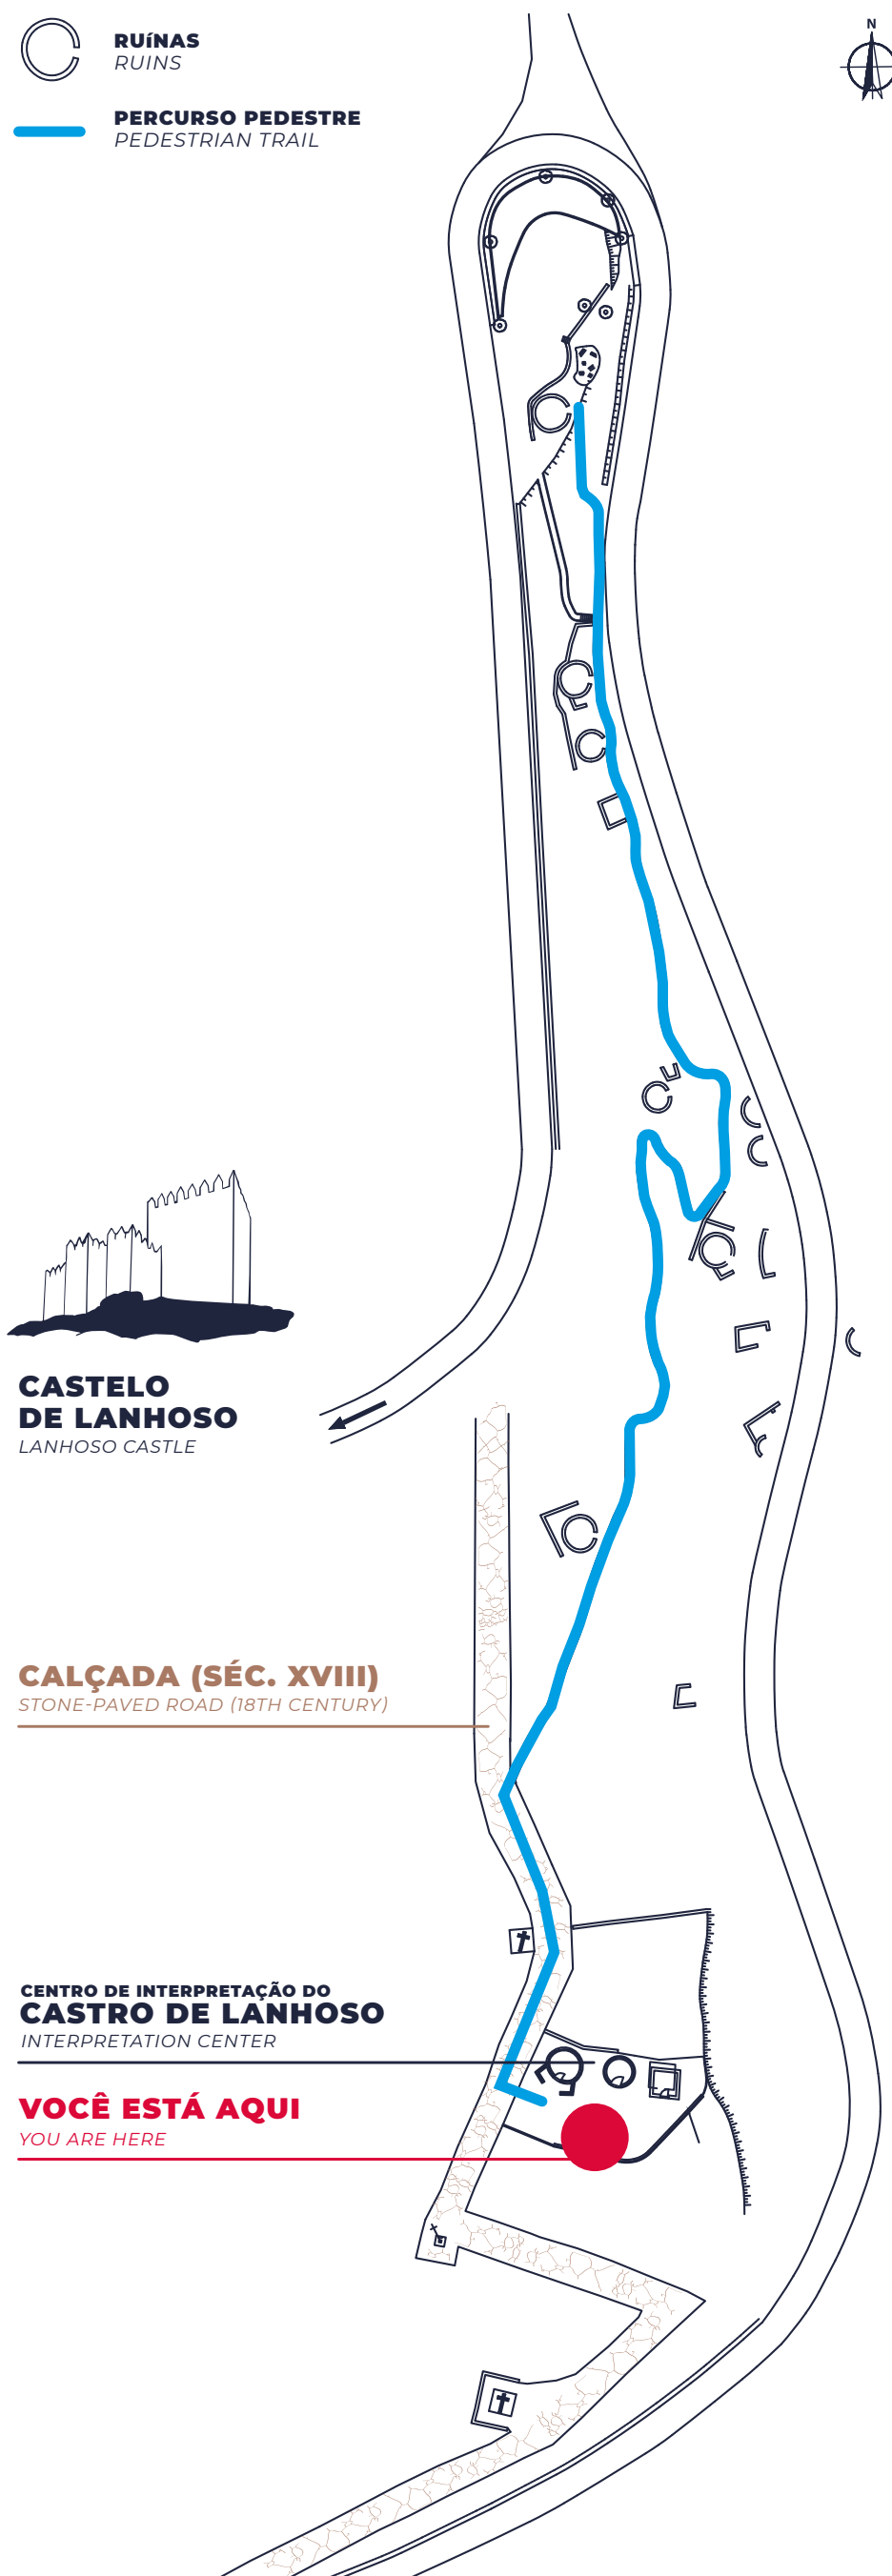 RUíNAS
RUINS
N
PERCURSO PEDESTRE
PEDESTRIAN TRAIL
CASTELO
DE LANHOSO
LANHOSO CASTLE
CALÇADA (SÉC. XVIII)
STONE-PAVED ROAD (18TH CENTURY)
CENTRO DE INTERPRETAÇÃO DO
CASTRO DE LANHOSO
INTERPRETATION CENTER
VOCÊ ESTÁ AQUI
YOU ARE HERE